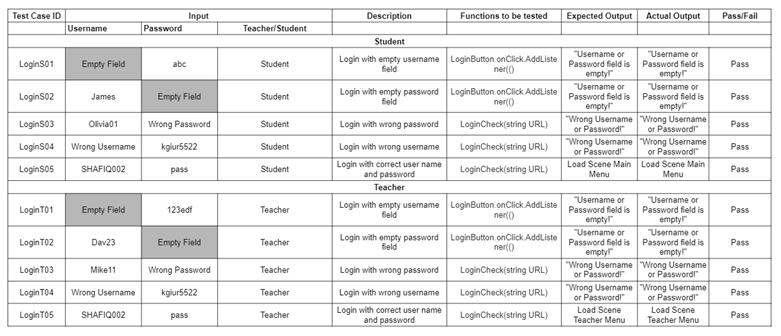 Test Case ID Input Description Functions to be tested Expected Output Actual Output Pass/Fail
Username Password Teacher/Student
Student
LoginS01 Empty Field abc Student Login with empty username field LoginButton.onClick.AddListener(() "Username or Password field is empty!" "Username or Password field is empty!" Pass
LoginS02 James Empty Field Student Login with empty password field LoginButton.onClick.AddListener(() "Username or Password field is empty!" "Username or Password field is empty!" Pass
LoginS03 Olivia01 Wrong Password Student Login with wrong password LoginCheck(string URL) "Wrong Username or Password!" "Wrong Username or Password!" Pass
LoginS04 Wrong Username kgiur5522 Student Login with wrong username LoginCheck(string URL) "Wrong Username or Password!" "Wrong Username or Password!" Pass
LoginS05 SHAFIQ002 pass Student Login with correct user name and password LoginCheck(string URL) Load Scene Main Menu Load Scene Main Menu Pass
Teacher
LoginT01 Empty Field 123edf Teacher Login with empty username field LoginButton.onClick.AddListener(() "Username or Password field is empty!" "Username or Password field is empty!" Pass
LoginT02 Dav23 Empty Field Teacher Login with empty password field LoginButton.onClick.AddListener(() "Username or Password field is empty!" "Username or Password field is empty!" Pass
LoginT03 Mike11 Wrong Password Teacher Login with wrong password LoginCheck(string URL) "Wrong Username or Password!" "Wrong Username or Password!" Pass
LoginT04 Wrong Username kgiur5522 Teacher Login with wrong username LoginCheck(string URL) "Wrong Username or Password!" "Wrong Username or Password!" Pass
LoginT05 SHAFIQ002 pass Teacher Login with correct user name and password LoginCheck(string URL) Load Scene Teacher Menu Load Scene Teacher Menu Pass